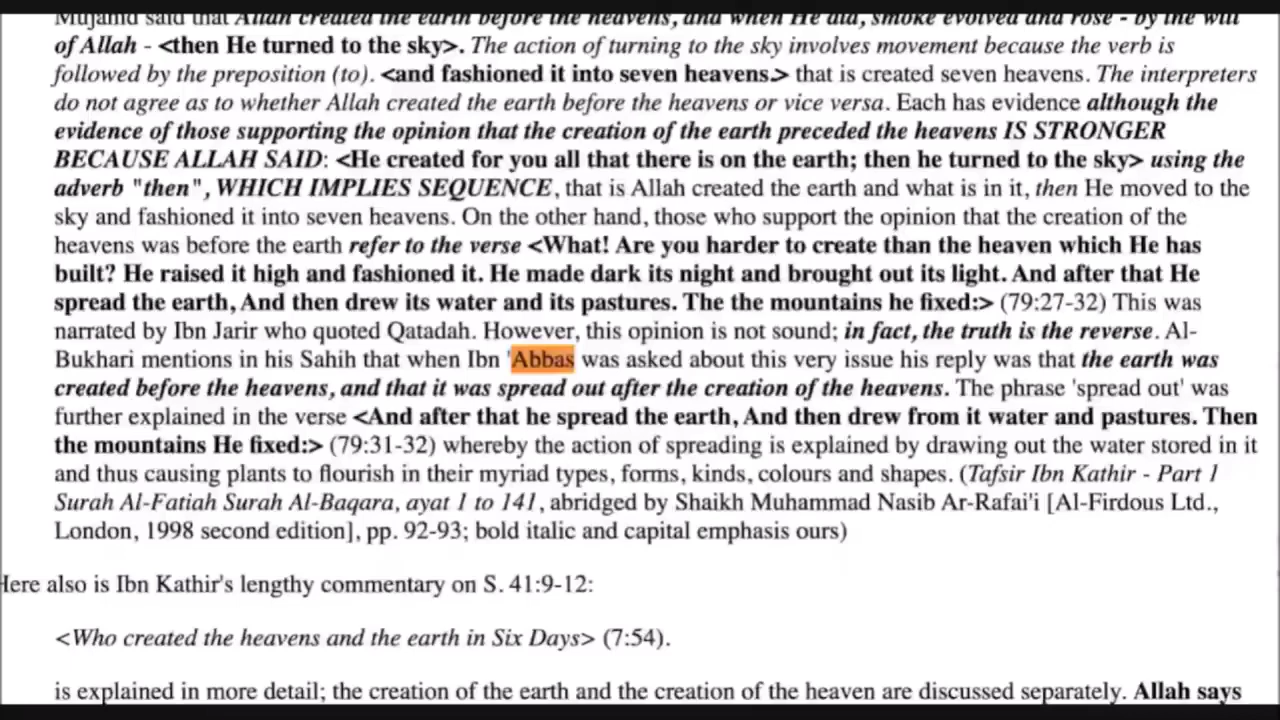 Mujahid said that Allah created the earth before the heavens, and when He did, smoke evolved and rose - by the will
of Allah - <then He turned to the sky>. The action of turning to the sky involves movement because the verb is
followed by the preposition (to). <and fashioned it into seven heavens.> that is created seven heavens. The interpreters
do not agree as to whether Allah created the earth before the heavens or vice versa. Each has evidence although the
evidence of those supporting the opinion that the creation of the earth preceded the heavens IS STRONGER
BECAUSE ALLAH SAID: <He created for you all that there is on the earth; then he turned to the sky> using the
adverb "then", WHICH IMPLIES SEQUENCE, that is Allah created the earth and what is in it, then He moved to the
sky and fashioned it into seven heavens. On the other hand, those who support the opinion that the creation of the
heavens was before the earth refer to the verse <What! Are you harder to create than the heaven which He has
built? He raised it high and fashioned it. He made dark its night and brought out its light. And after that He
spread the earth, And then drew its water and its pastures. The the mountains he fixed:> (79:27-32) This was
narrated by Ibn Jarir who quoted Qatadah. However, this opinion is not sound; in fact, the truth is the reverse. Al-
Bukhari mentions in his Sahih that when Ibn 'Abbas was asked about this very issue his reply was that the earth was
created before the heavens, and that it was spread out after the creation of the heavens. The phrase 'spread out' was
further explained in the verse <And after that he spread the earth, And then drew from it water and pastures. Then
the mountains He fixed:> (79:31-32) whereby the action of spreading is explained by drawing out the water stored in it
and thus causing plants to flourish in their myriad types, forms, kinds, colours and shapes. (Tafsir Ibn Kathir - Part 1
Surah Al-Fatiah Surah Al-Baqara, ayat 1 to 141, abridged by Shaikh Muhammad Nasib Ar-Rafai'i [Al-Firdous Ltd.,
London, 1998 second edition], pp. 92-93; bold italic and capital emphasis ours)
Here also is Ibn Kathir's lengthy commentary on S. 41:9-12:
<Who created the heavens and the earth in Six Days> (7:54).
is explained in more detail; the creation of the earth and the creation of the heaven are discussed separately. Allah says